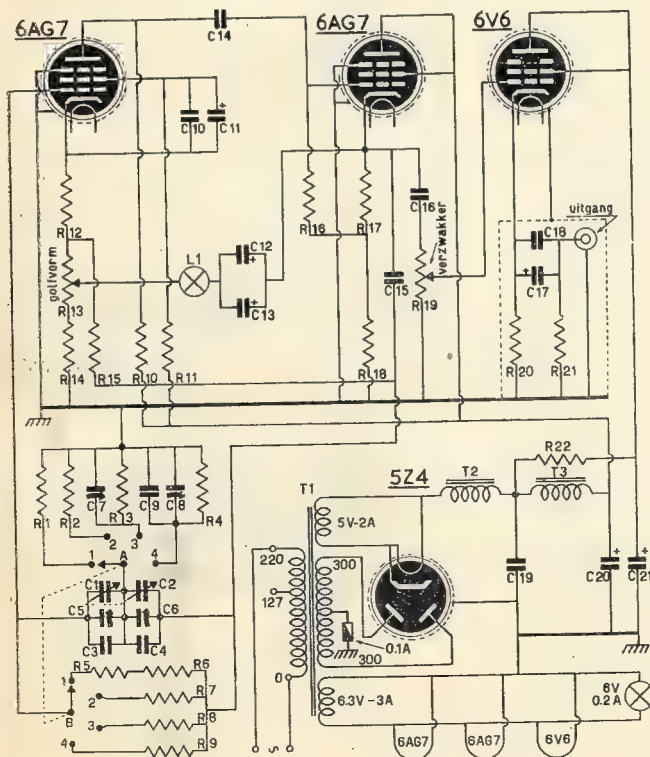 6AG7
6AG7
6V6
C14
C10
C11
R12
R16
R17
C16
verzwakker
uitgang
C18
golfvorm
L1
C12
C15
C17
R13
C13
R19
R14
R15
R10
R11
R18
R20
R21
R1
R2
C7
R3
C9
C8
R4
2
3
1
A
4
C1
C2
C5
C6
C3
C4
R5
R6
1
2
R7
B
3
R8
4
R9
T1
5Z4
T2
R22
T3
5V-2A
220
300
127
C19
C20
C21
0.1A
300
0
6.3V-3A
6V
0.2A
6AG7
6AG7
6V6